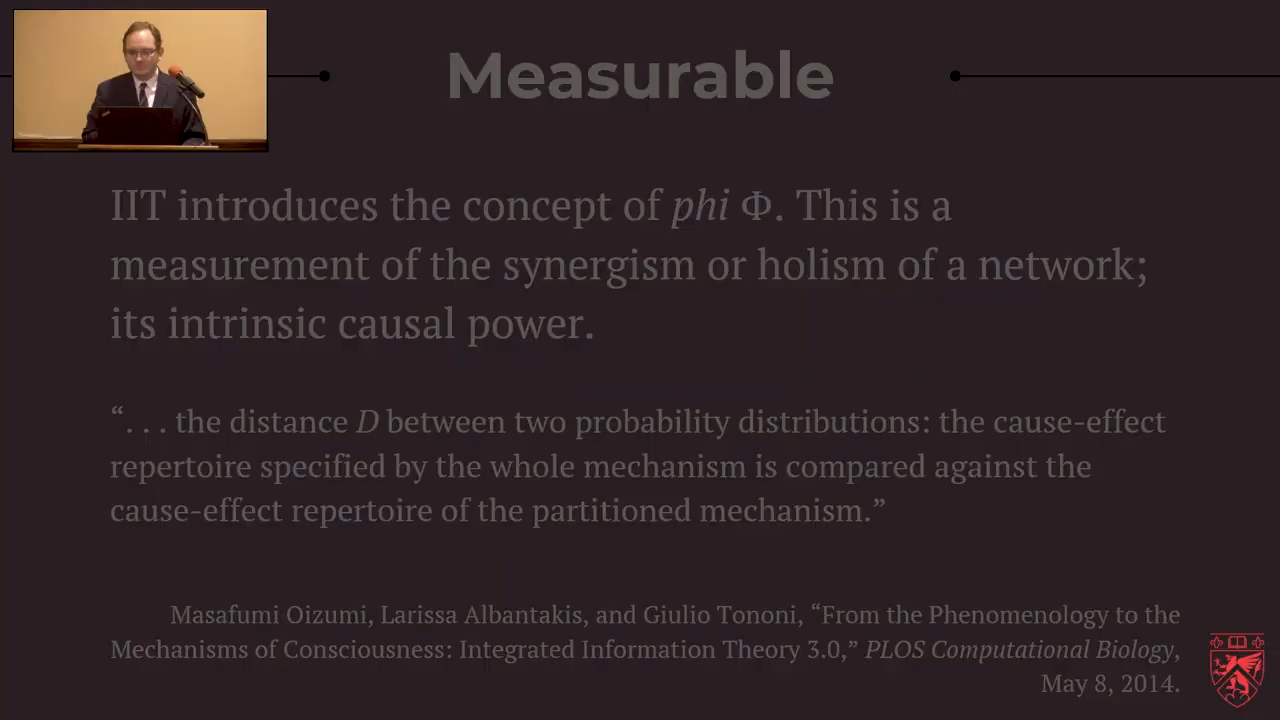 Measurable
IIT introduces the concept of phi Φ. This is a
measurement of the synergism or holism of a network;
its intrinsic causal power.
“. . . the distance D between two probability distributions: the cause-effect
repertoire specified by the whole mechanism is compared against the
cause-effect repertoire of the partitioned mechanism.”
Masafumi Oizumi, Larissa Albantakis, and Giulio Tononi, “From the Phenomenology to the
Mechanisms of Consciousness: Integrated Information Theory 3.0,” PLOS Computational Biology,
May 8, 2014.